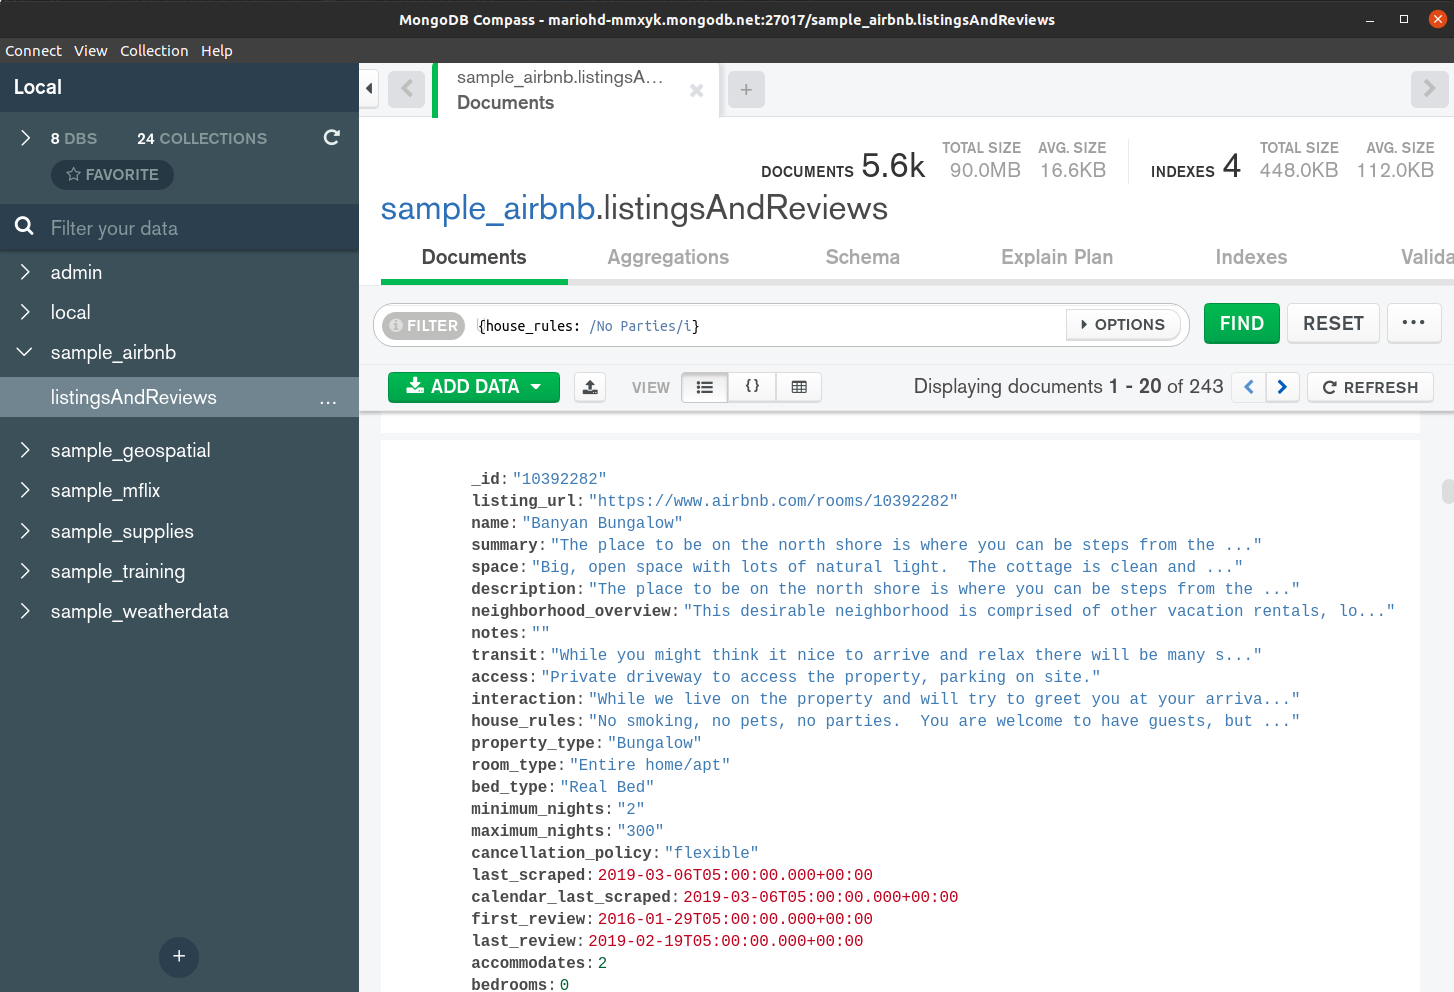 MongoDB Compass - mariohd-mmxyk.mongodb.net:27017/sample_airbnb.listingsAndReviews
Connect View Collection Help
Local
8 DBS 24 COLLECTIONS
FAVORITE
Filter your data
admin
local
sample_airbnb
listingsAndReviews ...
sample_geospatial
sample_mflix
sample_supplies
sample_training
sample_weatherdata
+
sample_airbnb.listingsA...
Documents
+
DOCUMENTS 5.6k TOTAL SIZE 90.0MB AVG. SIZE 16.6KB INDEXES 4 TOTAL SIZE 448.0KB AVG. SIZE 112.0KB
sample_airbnb.listingsAndReviews
Documents Aggregations Schema Explain Plan Indexes Valida
FILTER {house_rules: /No Parties/i} OPTIONS FIND RESET ...
ADD DATA VIEW {} Displaying documents 1 - 20 of 243 REFRESH
_id: "10392282"
listing_url: "https://www.airbnb.com/rooms/10392282"
name: "Banyan Bungalow"
summary: "The place to be on the north shore is where you can be steps from the ..."
space: "Big, open space with lots of natural light.  The cottage is clean and ..."
description: "The place to be on the north shore is where you can be steps from the ..."
neighborhood_overview: "This desirable neighborhood is comprised of other vacation rentals, lo..."
notes: ""
transit: "While you might think it nice to arrive and relax there will be many s..."
access: "Private driveway to access the property, parking on site."
interaction: "While we live on the property and will try to greet you at your arriva..."
house_rules: "No smoking, no pets, no parties.  You are welcome to have guests, but ..."
property_type: "Bungalow"
room_type: "Entire home/apt"
bed_type: "Real Bed"
minimum_nights: "2"
maximum_nights: "300"
cancellation_policy: "flexible"
last_scraped: 2019-03-06T05:00:00.000+00:00
calendar_last_scraped: 2019-03-06T05:00:00.000+00:00
first_review: 2016-01-29T05:00:00.000+00:00
last_review: 2019-02-19T05:00:00.000+00:00
accommodates: 2
bedrooms: 0